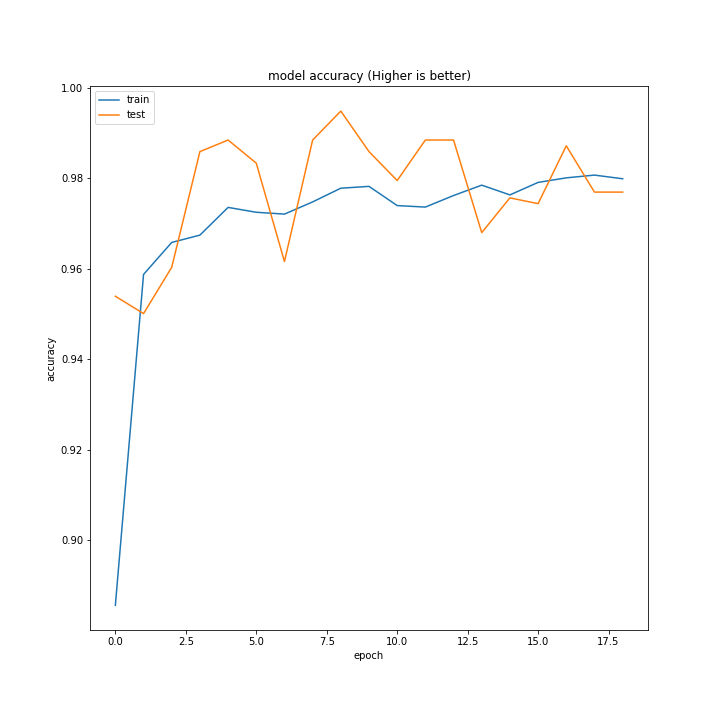 model accuracy (Higher is better)
train
test
1.00
0.98
0.96
0.94
0.92
0.90
accuracy
0.0 2.5 5.0 7.5 10.0 12.5 15.0 17.5
epoch